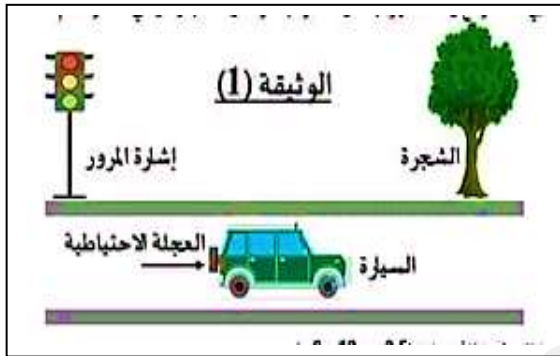 الوثيقة (1)
إشارة المرور
الشجرة
العجلة الاحتياطية
السيارة